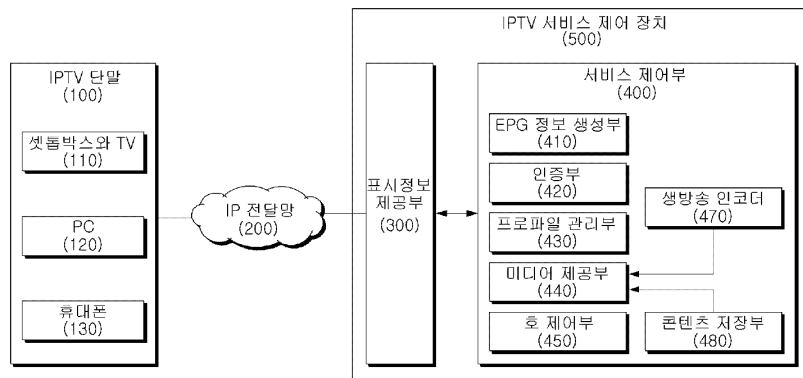 IPTV 서비스 제어 장치
(500)
IPTV 단말
(100)
셋톱박스와 TV
(110)
PC
(120)
휴대폰
(130)
IP 전달망
(200)
표시정보
제공부
(300)
서비스 제어부
(400)
EPG 정보 생성부
(410)
인증부
(420)
프로파일 관리부
(430)
미디어 제공부
(440)
호 제어부
(450)
생방송 인코더
(470)
콘텐츠 저장부
(480)